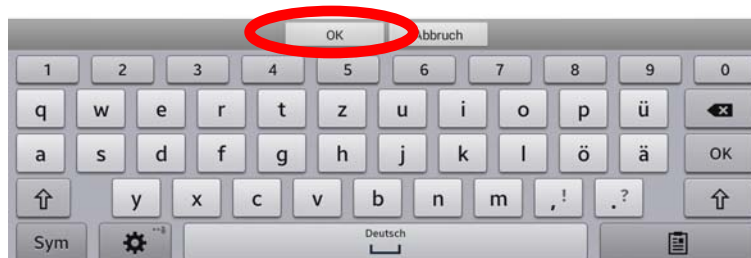 OK Abbruch
1 2 3 4 5 6 7 8 9 0
q w e r t z u i o p ü
a s d f g h j k l ö ä OK
y x c v b n m ,! .?
Sym Deutsch